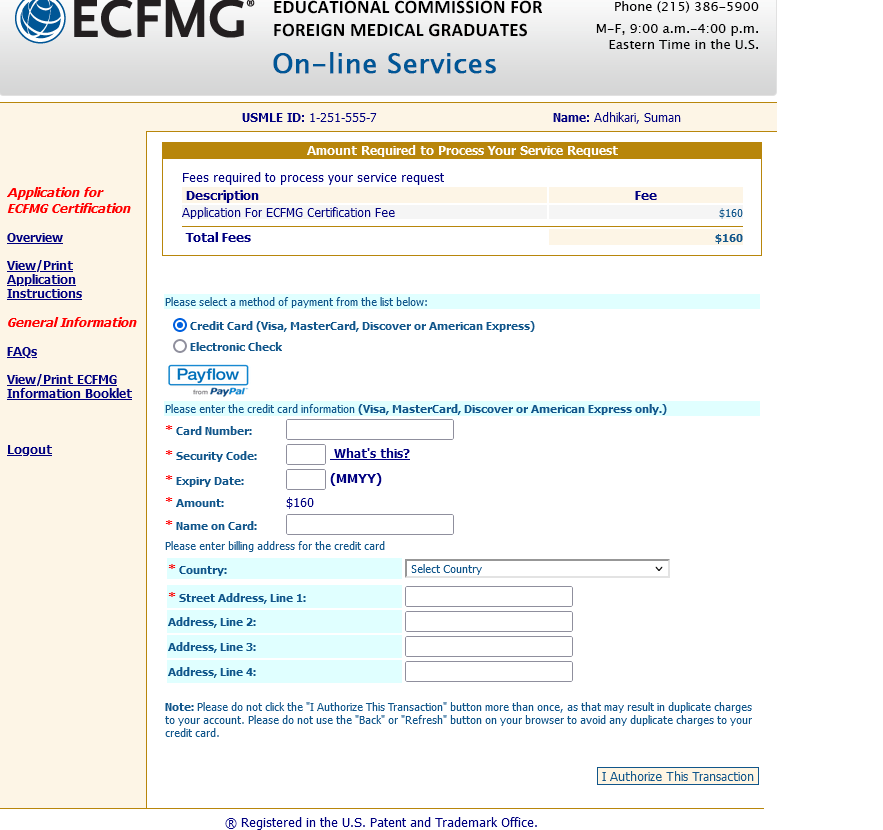 ECFMG®
EDUCATIONAL COMMISSION FOR
FOREIGN MEDICAL GRADUATES
On-line Services
Phone (215) 386-5900
M-F, 9:00 a.m.-4:00 p.m.
Eastern Time in the U.S.
USMLE ID: 1-251-555-7
Name: Adhikari, Suman
Application for
ECFMG Certification
Overview
View/Print
Application
Instructions
General Information
FAQs
View/Print ECFMG
Information Booklet
Logout
Amount Required to Process Your Service Request
Fees required to process your service request
Description Fee
Application For ECFMG Certification Fee $160
Total Fees $160
Please select a method of payment from the list below:
Credit Card (Visa, MasterCard, Discover or American Express)
Electronic Check
Payflow
from PayPal
Please enter the credit card information (Visa, MasterCard, Discover or American Express only.)
* Card Number:
* Security Code: What's this?
* Expiry Date: (MMYY)
* Amount: $160
* Name on Card:
Please enter billing address for the credit card
* Country: Select Country
* Street Address, Line 1:
Address, Line 2:
Address, Line 3:
Address, Line 4:
Note: Please do not click the "I Authorize This Transaction" button more than once, as that may result in duplicate charges
to your account. Please do not use the "Back" or "Refresh" button on your browser to avoid any duplicate charges to your
credit card.
I Authorize This Transaction
® Registered in the U.S. Patent and Trademark Office.